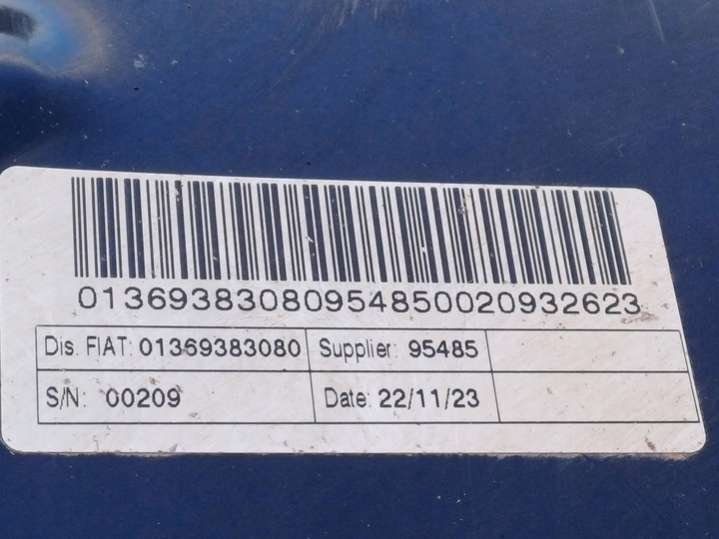 01369383080954850020932623
Dis. FIAT: 01369383080 Supplier: 95485
S/N: 00209 Date: 22/11/23